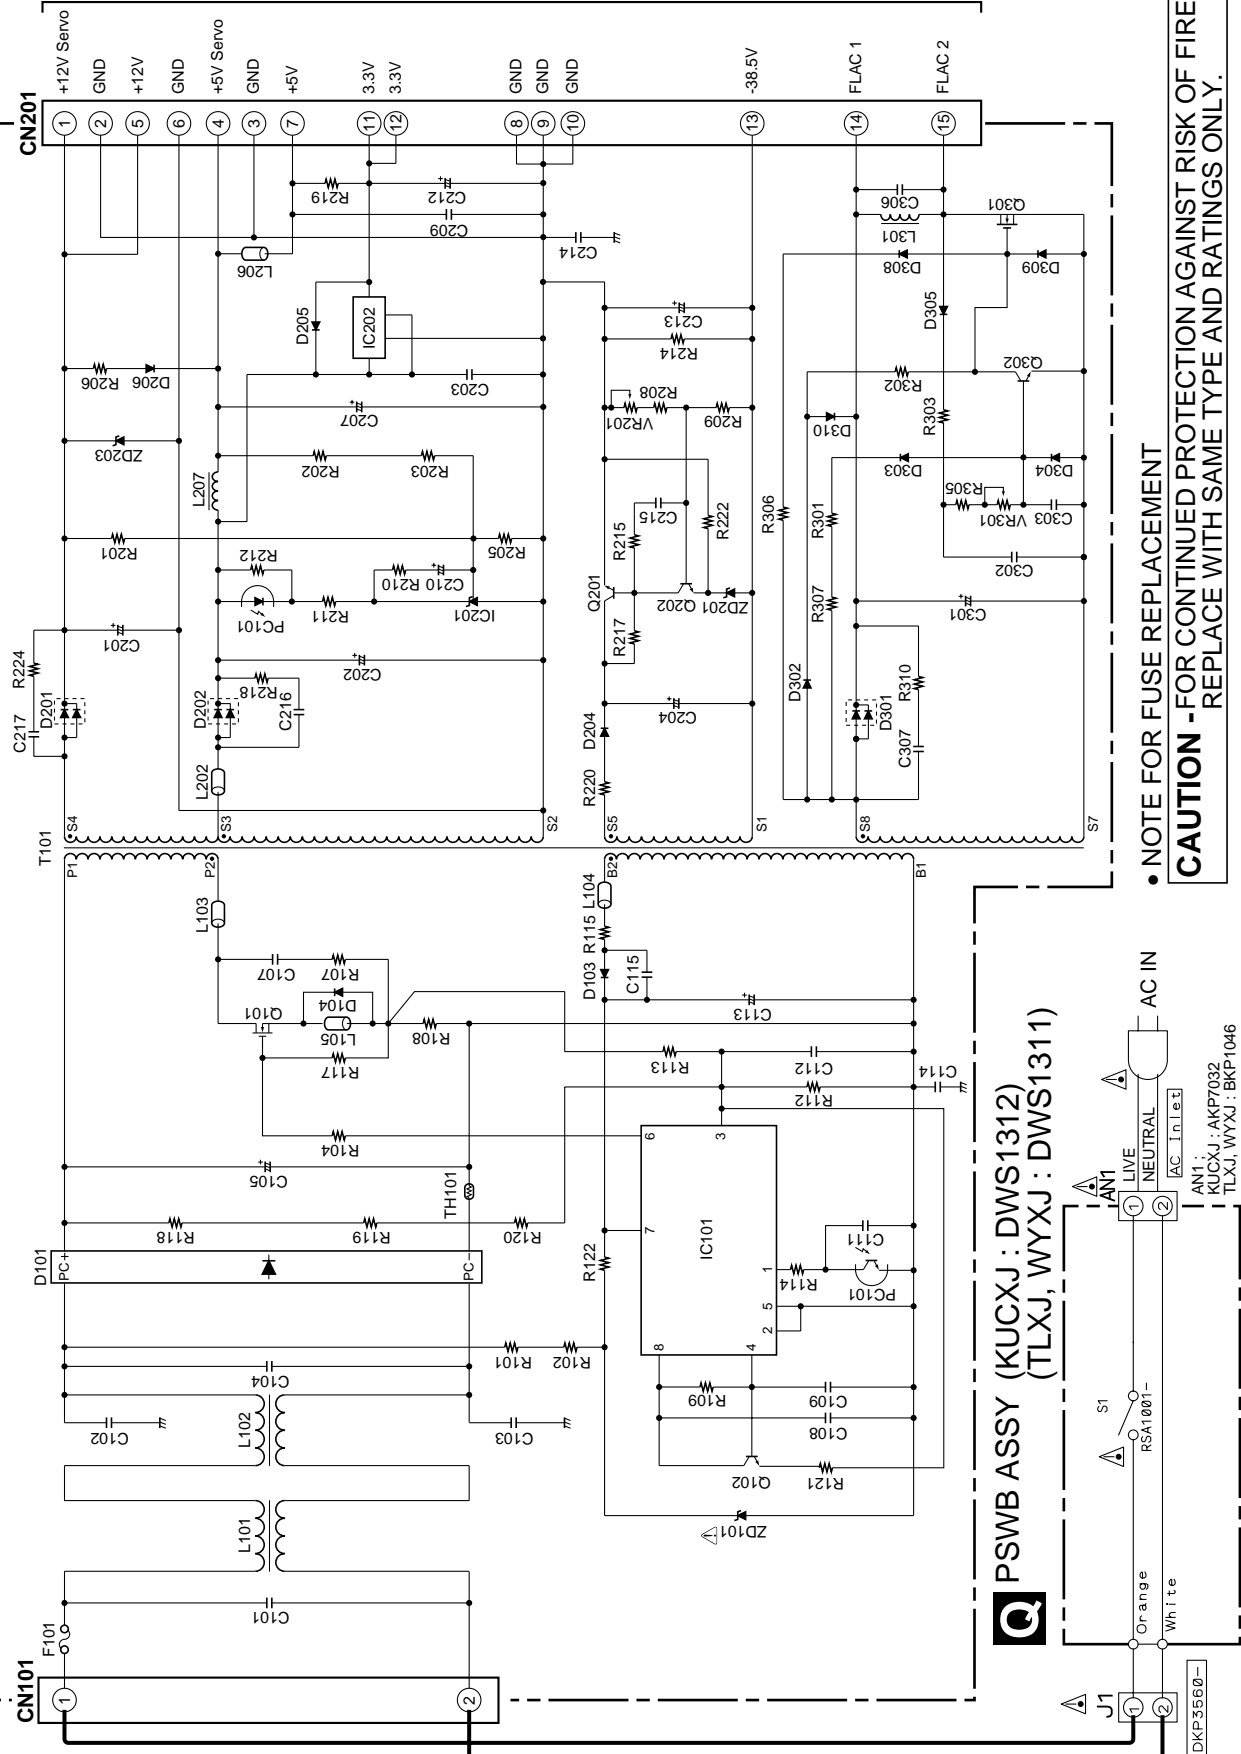 CN201
+12V Servo
GND
+12V
GND
+5V Servo
GND
+5V
3.3V
3.3V
GND
GND
GND
-38.5V
FLAC 1
FLAC 2
1
2
5
6
4
3
7
11
12
8
9
10
13
14
15
R219
C212
C209
C214
L206
C306
L301
Q301
D308
D309
D205
IC202
C203
C213
R214
D305
R206
D206
C207
R208
VR201
R209
R302
Q302
D310
R303
ZD203
L207
R202
R203
D303
D304
R305
VR301
C303
R201
R212
R205
R215
C215
R222
R306
R301
C302
PC101
R211
R210
C210
IC201
Q201
Q202
ZD201
R217
R307
C301
C201
R224
C202
D302
R310
C217
D201
D202
R218
C216
C204
D204
D301
C307
L202
R220
T101
S4
S3
S2
S5
S1
S8
S7
P1
P2
B2
B1
L103
L104
R115
D103
C115
C113
C107
R107
D104
Q101
L105
R108
R117
R113
C112
R112
C114
R104
C105
TH101
R118
R119
R120
R122
D101
PC+
PC-
6
3
7
IC101
1
5
2
8
4
R114
PC101
C111
R101
R102
C104
C102
L102
C103
R109
C109
C108
Q102
R121
ZD101
L101
C101
F101
CN101
1
2
• NOTE FOR FUSE REPLACEMENT
CAUTION - FOR CONTINUED PROTECTION AGAINST RISK OF FIRE
REPLACE WITH SAME TYPE AND RATINGS ONLY.
Q PSWB ASSY (KUCXJ : DWS1312)
(TLXJ, WYXJ : DWS1311)
AC IN
LIVE
NEUTRAL
AC Inlet
AN1
1
2
AN1 ;
KUCXJ : AKP7032
TLXJ, WYXJ : BKP1046
S1
RSA1001-
Orange
White
J1
1
2
DKP3560-